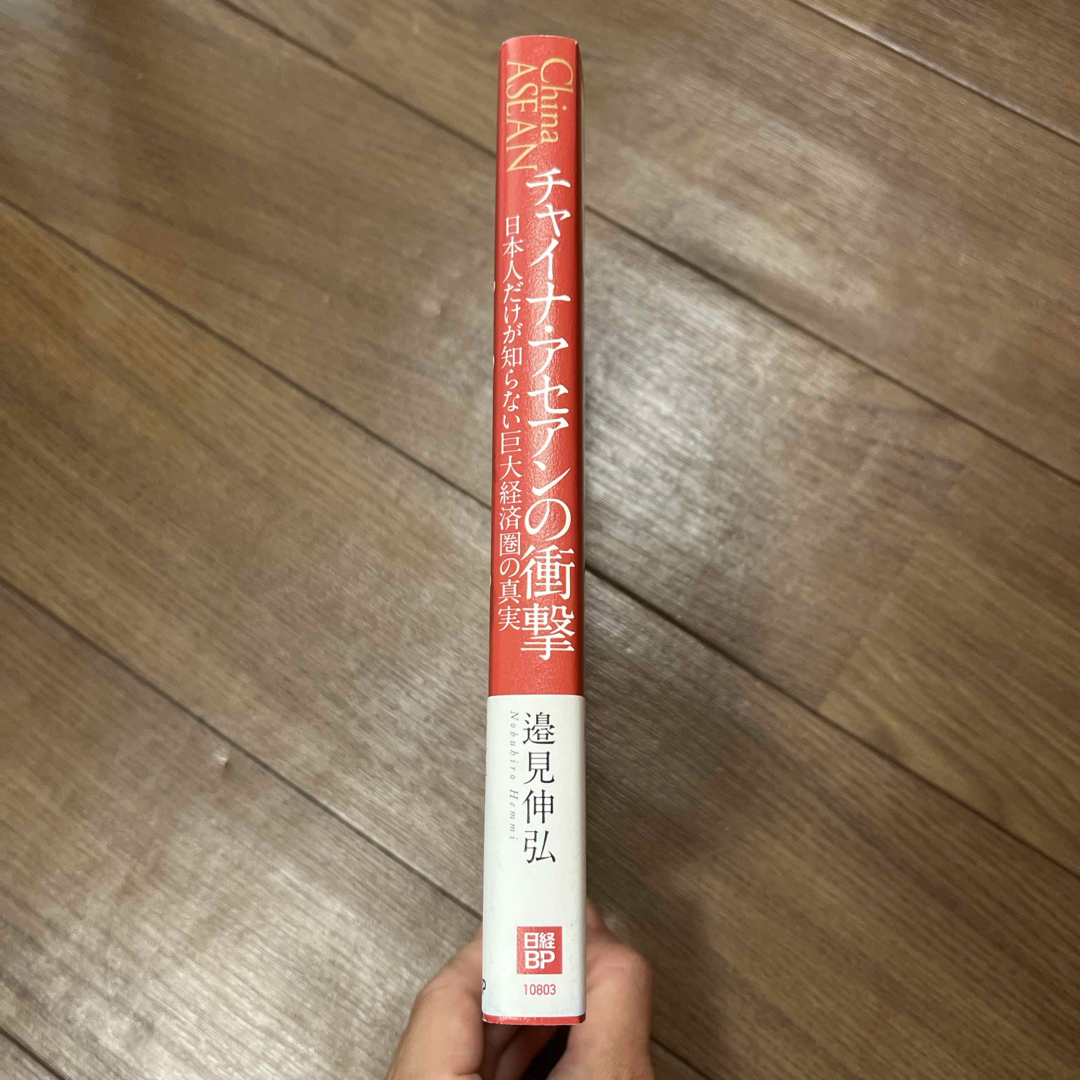 China
ASEAN
チャイナ・アセアンの衝撃
日本人だけが知らない巨大経済圏の真実
邉見伸弘
Nobuhiro Hemmi
日経
BP
10803